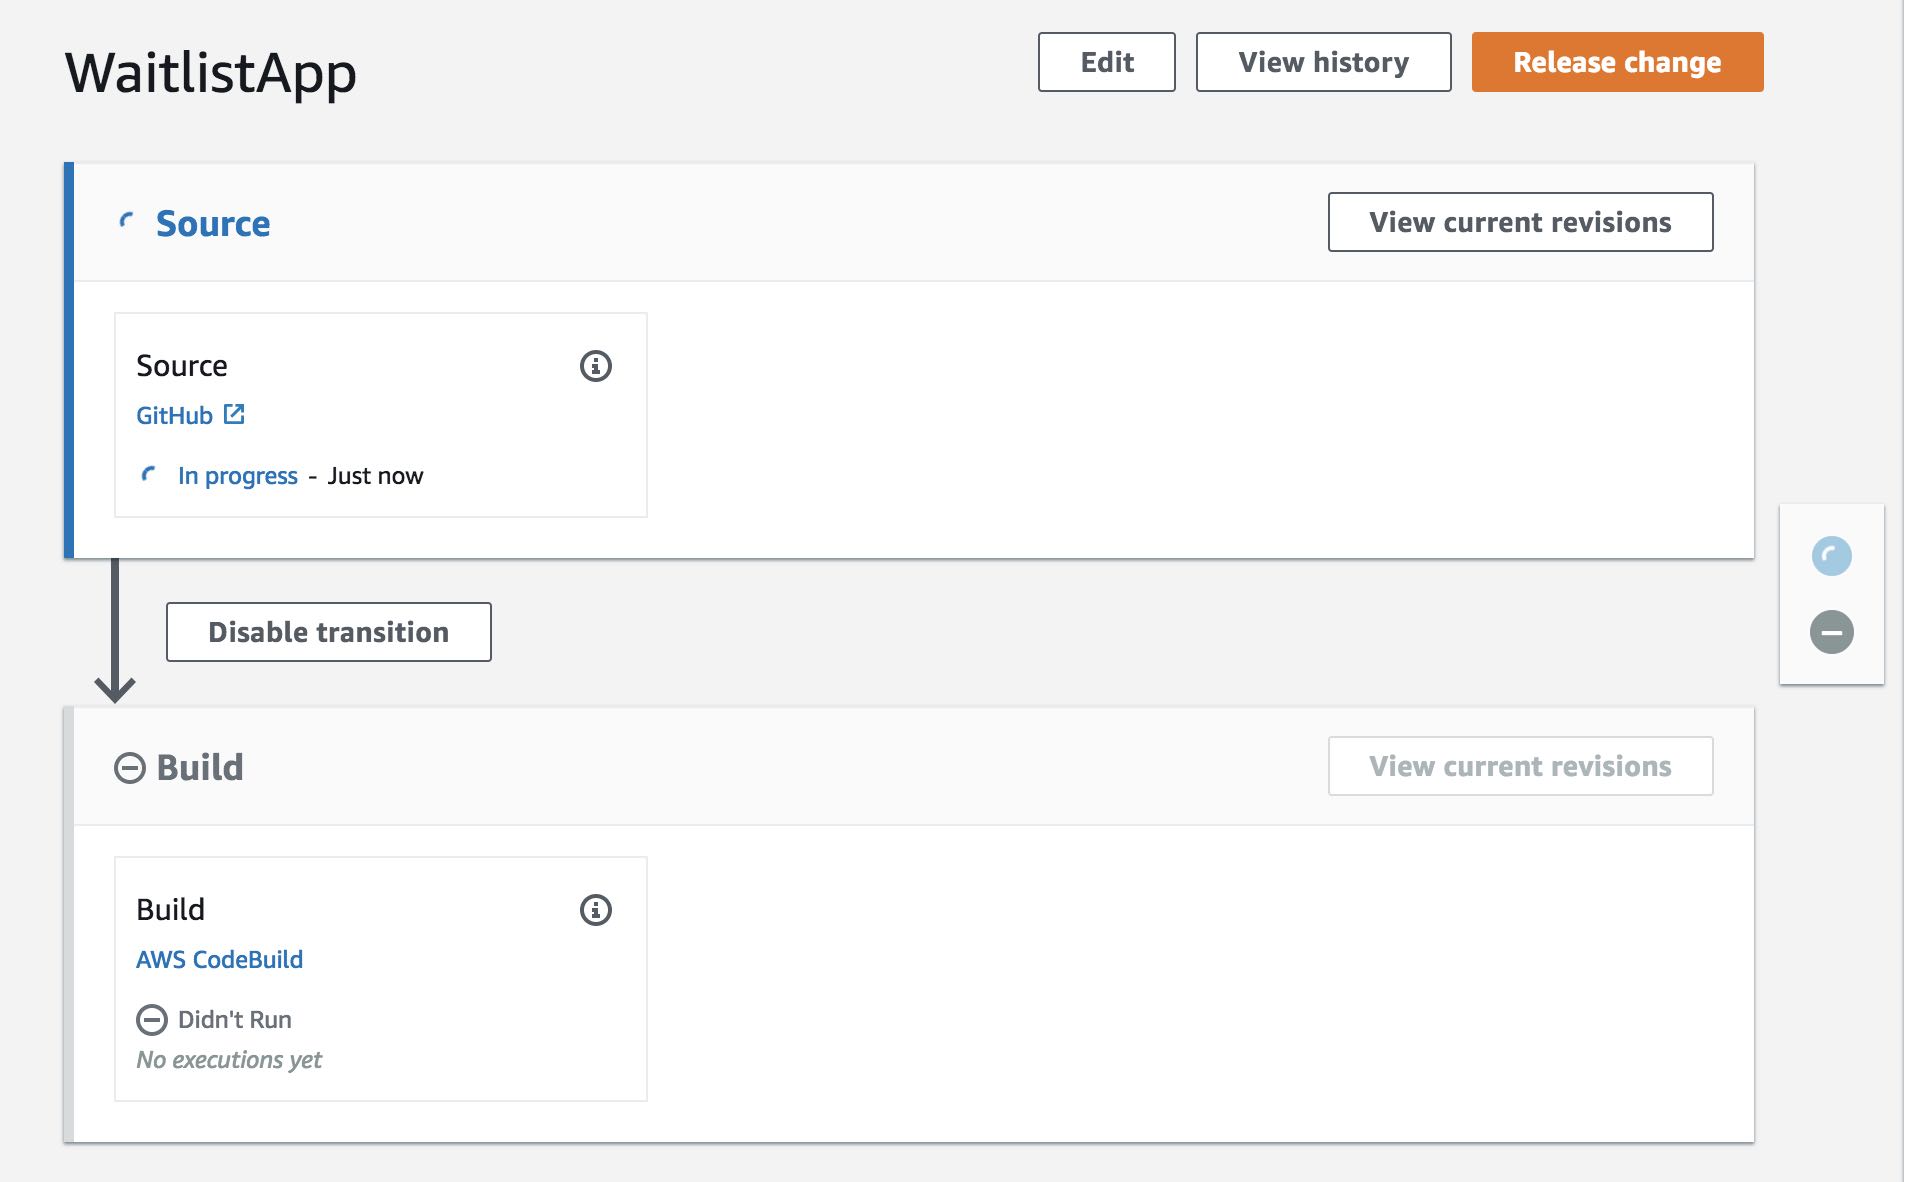 WaitlistApp
Edit
View history
Release change
Source
View current revisions
Source
GitHub
In progress - Just now
Disable transition
Build
View current revisions
Build
AWS CodeBuild
Didn't Run
No executions yet